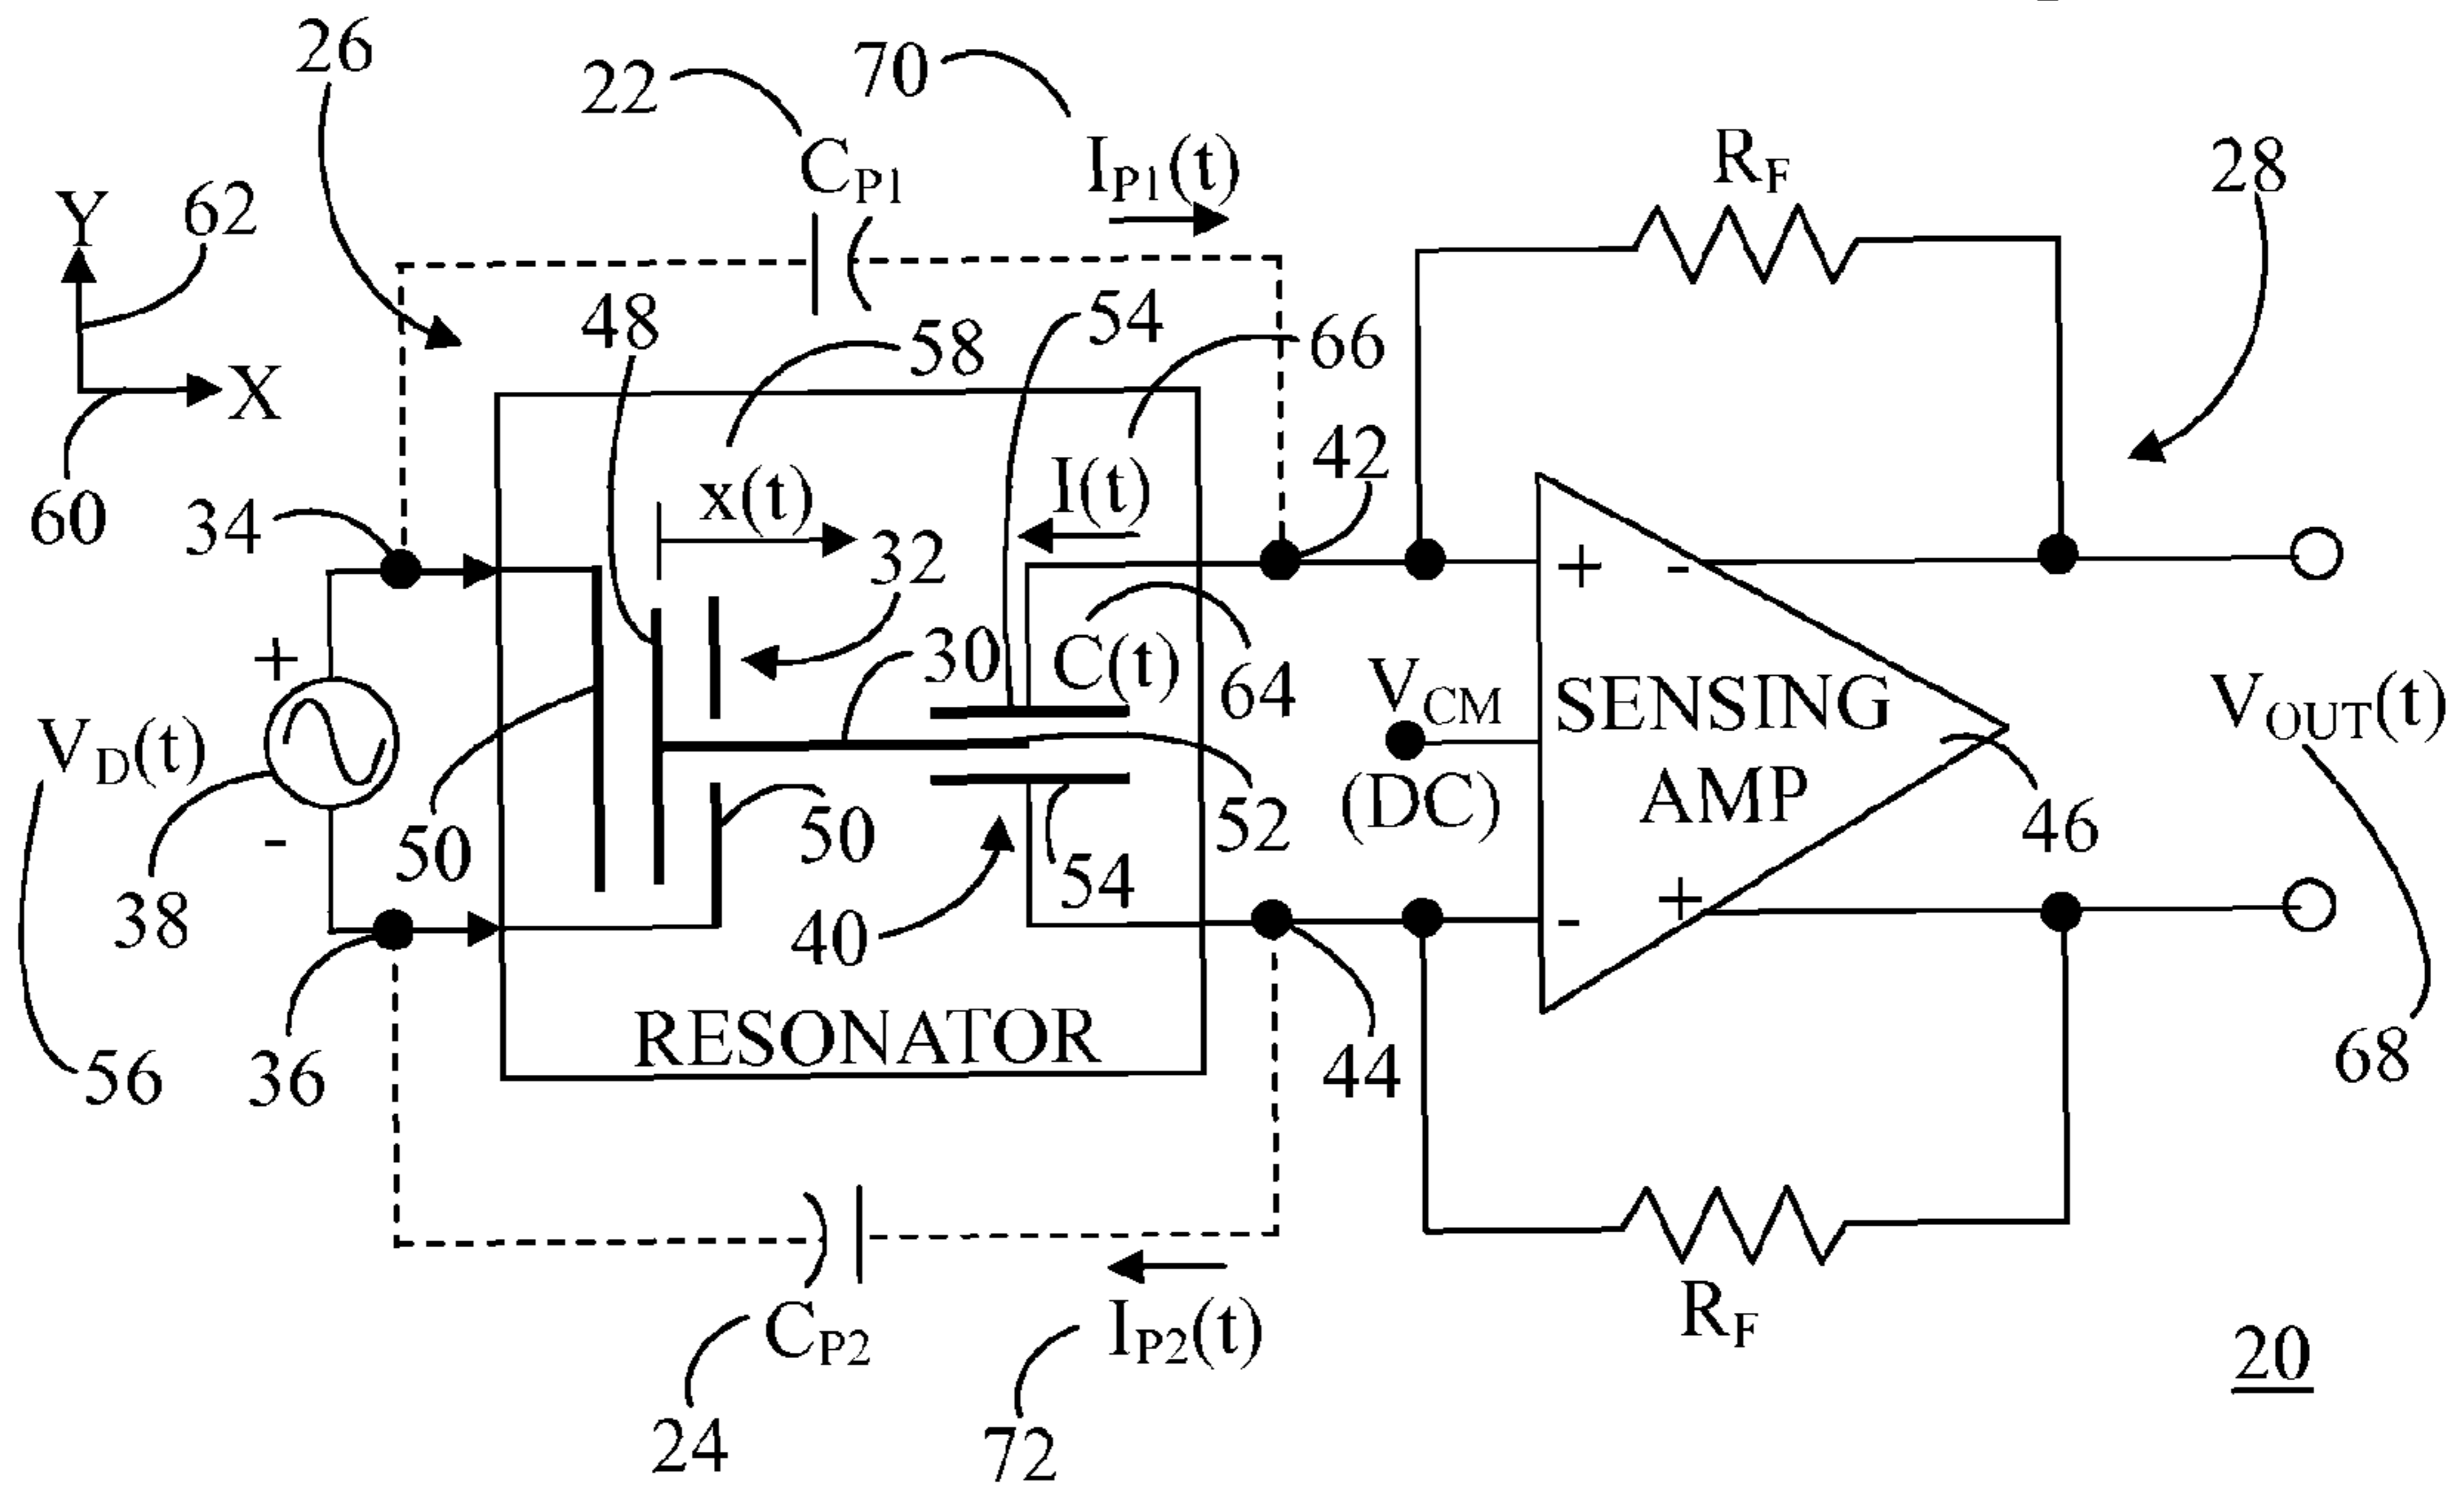 26
22
70
C_P1
I_P1(t)
R_F
28
Y
62
48
54
58
66
X
60
34
x(t)
I(t)
42
32
+
-
+
30
C(t)
64
V_CM
SENSING
V_D(t)
V_OUT(t)
(DC)
AMP
-
50
50
52
46
38
40
54
+
-
RESONATOR
56
36
44
68
C_P2
I_P2(t)
R_F
20
24
72